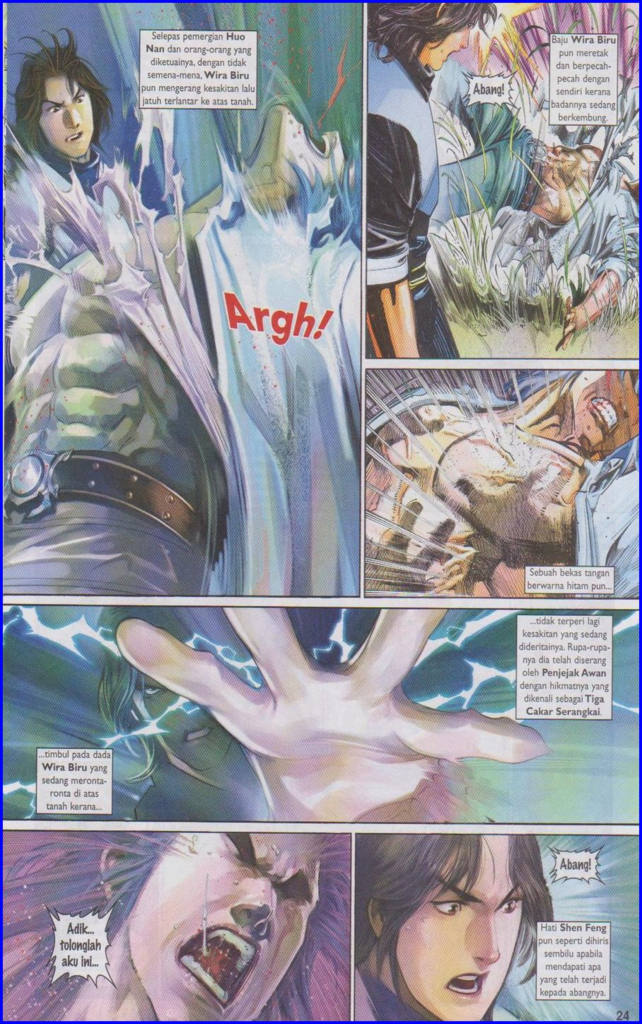 Selepas pemergian Huo
Nan dan orang-orang yang
diketuainya, dengan tidak
semena-mena, Wira Biru
pun mengerang kesakitan lalu
jatuh terlantar ke atas tanah.
Argh!
Abang!
Baju Wira Biru
pun meretak
dan berpecah-
pecah dengan
sendiri kerana
badannya sedang
berkembung.
Sebuah bekas tangan
berwarna hitam pun...
...timbul pada dada
Wira Biru yang
sedang meronta-
ronta di atas
tanah kerana...
...tidak terperi lagi
kesakitan yang sedang
dideritainya. Rupa-rupa-
nya dia telah diserang
oleh Penjejak Awan
dengan hikmatnya yang
dikenali sebagai Tiga
Cakar Serangkai.
Adik...
tolonglah
aku ini...
Abang!
Hati Shen Feng
pun seperti dihiris
sembilu apabila
mendapati apa
yang telah terjadi
kepada abangnya.
24